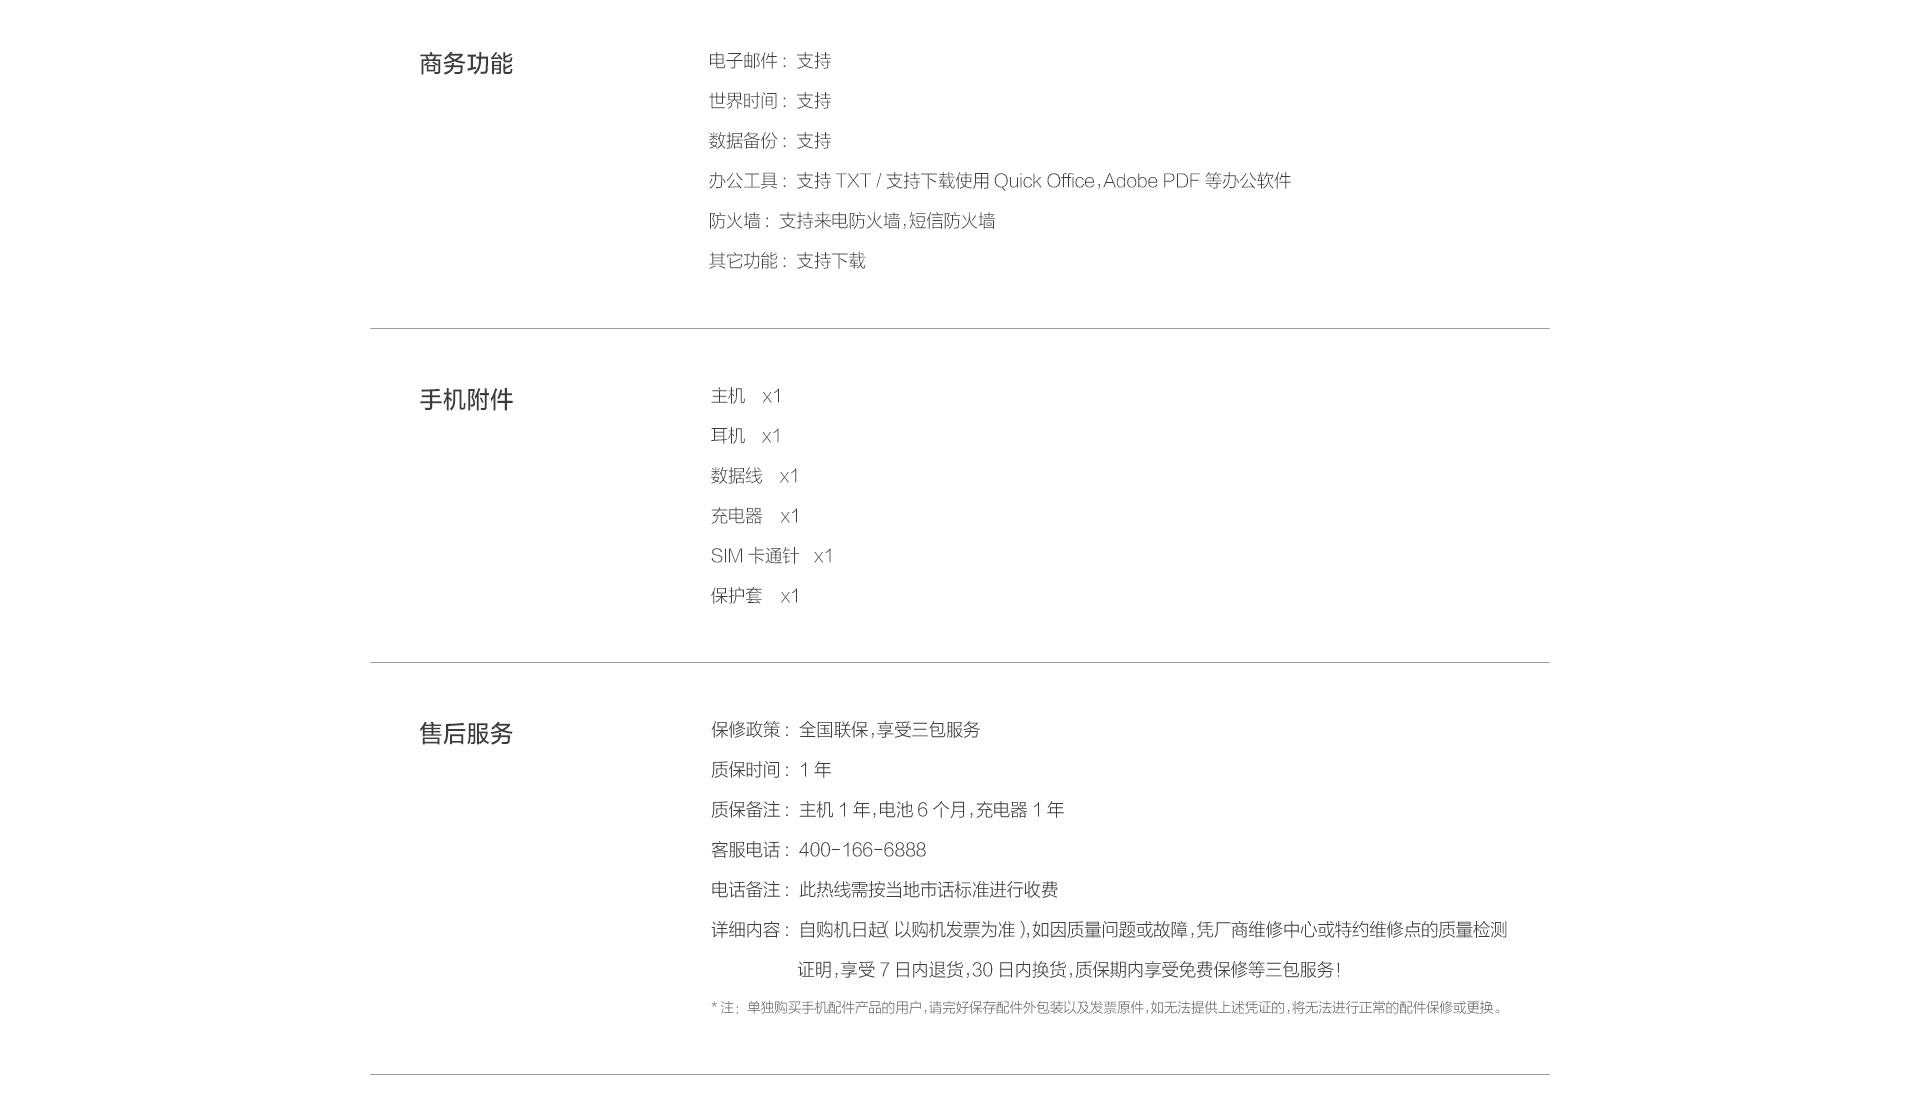 商务功能
电子邮件：支持
世界时间：支持
数据备份：支持
办公工具：支持 TXT / 支持下载使用 Quick Office,Adobe PDF 等办公软件
防火墙：支持来电防火墙,短信防火墙
其它功能：支持下载
手机附件
主机 x1
耳机 x1
数据线 x1
充电器 x1
SIM 卡通针 x1
保护套 x1
售后服务
保修政策：全国联保,享受三包服务
质保时间：1 年
质保备注：主机 1 年,电池 6 个月,充电器 1 年
客服电话：400-166-6888
电话备注：此热线需按当地市话标准进行收费
详细内容：自购机日起( 以购机发票为准 ),如因质量问题或故障,凭厂商维修中心或特约维修点的质量检测
证明,享受 7 日内退货,30 日内换货,质保期内享受免费保修等三包服务!
* 注：单独购买手机配件产品的用户,请完好保存配件外包装以及发票原件,如无法提供上述凭证的,将无法进行正常的配件保修或更换。